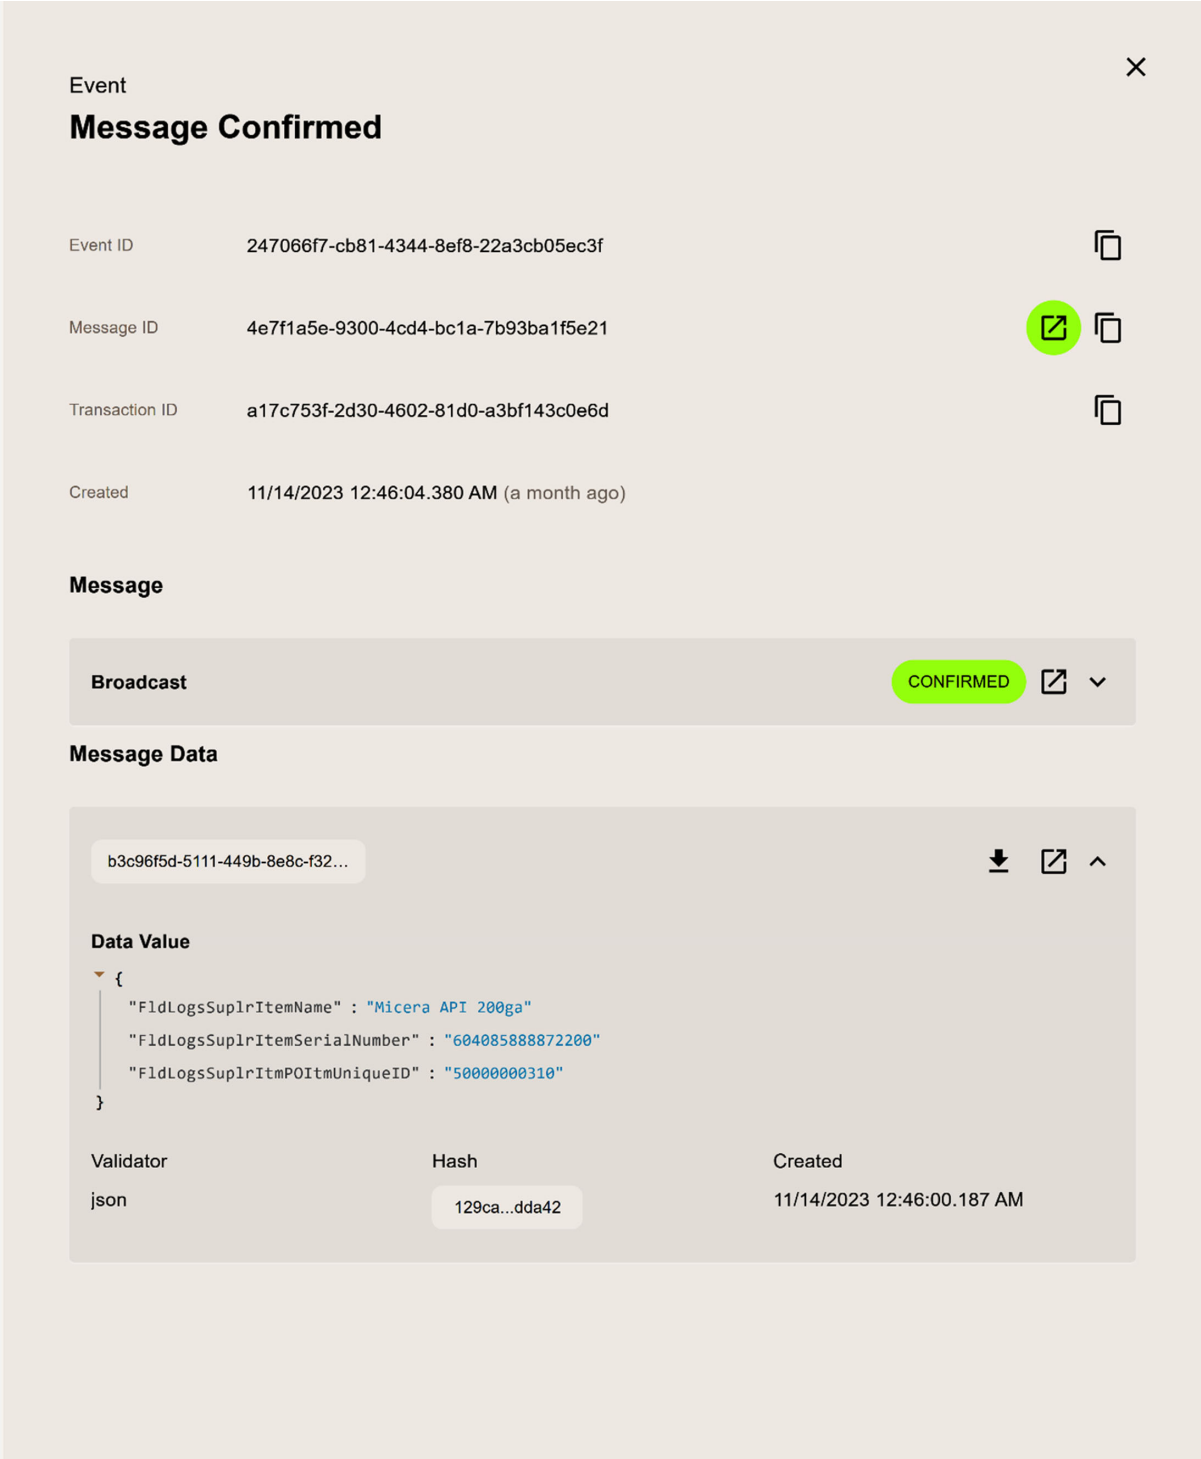 Event
Message Confirmed
Event ID 247066f7-cb81-4344-8ef8-22a3cb05ec3f
Message ID 4e7f1a5e-9300-4cd4-bc1a-7b93ba1f5e21
Transaction ID a17c753f-2d30-4602-81d0-a3bf143c0e6d
Created 11/14/2023 12:46:04.380 AM (a month ago)
Message
Broadcast CONFIRMED
Message Data
b3c96f5d-5111-449b-8e8c-f32...
Data Value
{
"FldLogsSuplrItemName" : "Micera API 200ga"
"FldLogsSuplrItemSerialNumber" : "604085888872200"
"FldLogsSuplrItmPOItmUniqueID" : "50000000310"
}
Validator Hash Created
json 129ca...dda42 11/14/2023 12:46:00.187 AM